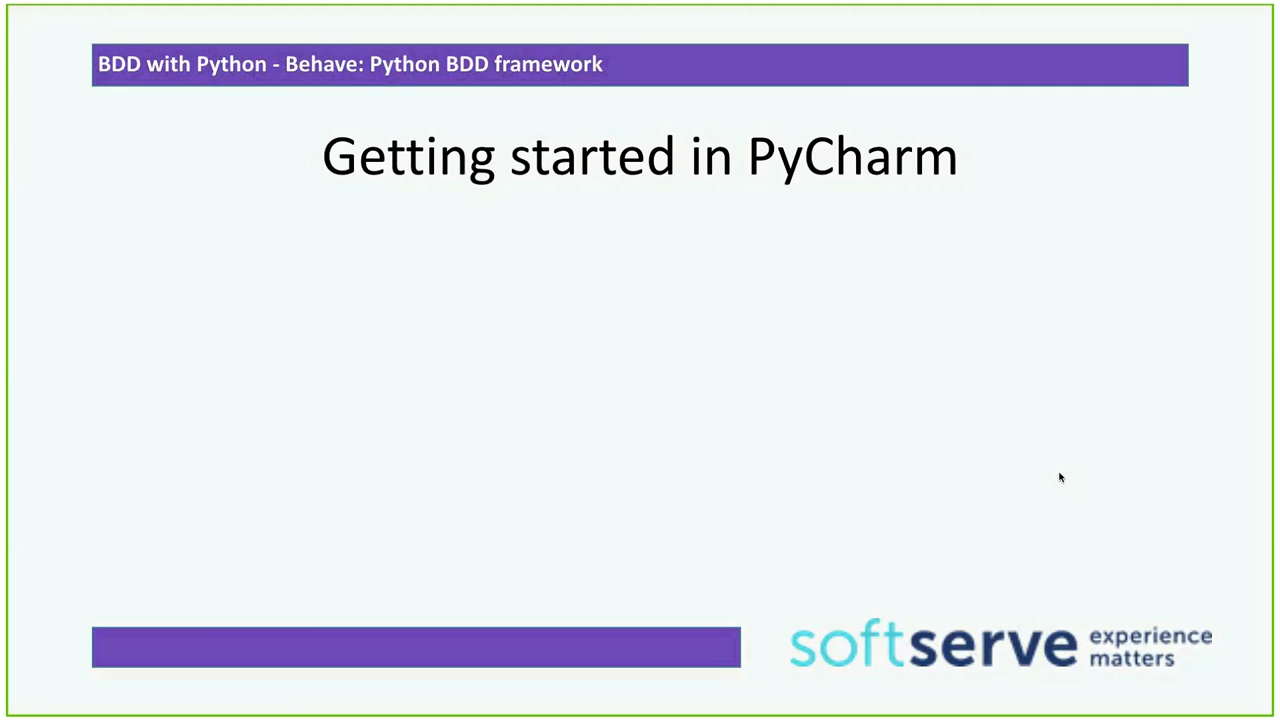 BDD with Python - Behave: Python BDD framework
Getting started in PyCharm
softserve experience
matters